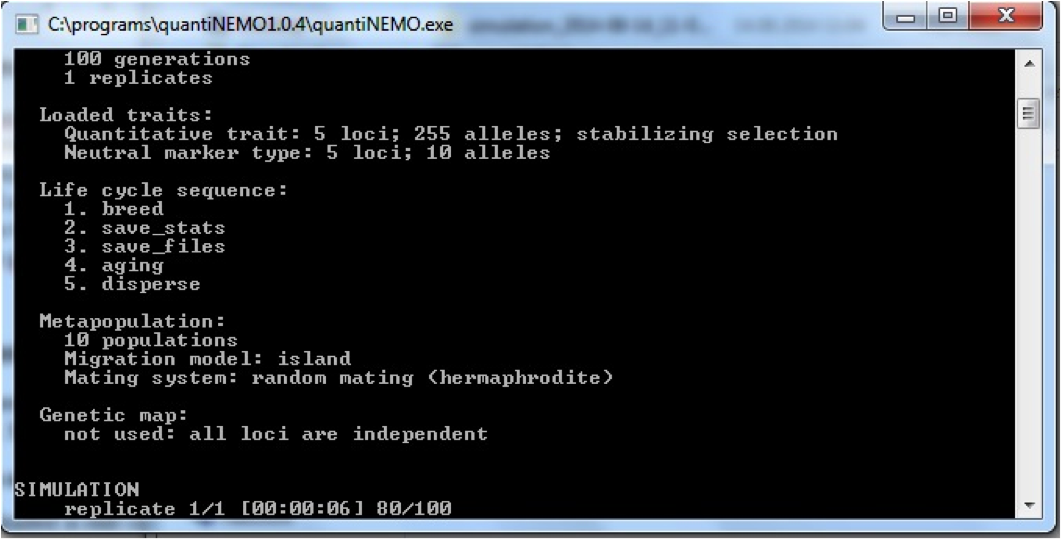 C:\programs\quantiNEMO1.0.4\quantiNEMO.exe
100 generations
1 replicates
Loaded traits:
Quantitative trait: 5 loci; 255 alleles; stabilizing selection
Neutral marker type: 5 loci; 10 alleles
Life cycle sequence:
1. breed
2. save_stats
3. save_files
4. aging
5. disperse
Metapopulation:
10 populations
Migration model: island
Mating system: random mating (hermaphrodite)
Genetic map:
not used: all loci are independent
SIMULATION
replicate 1/1 [00:00:06] 80/100